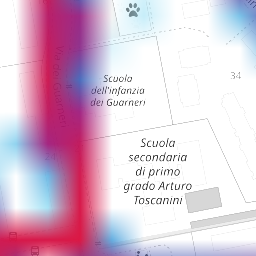 34
Scuola
dell'infanzia
dei Guarneri
Scuola
secondaria
di primo
grado Arturo
Toscanini